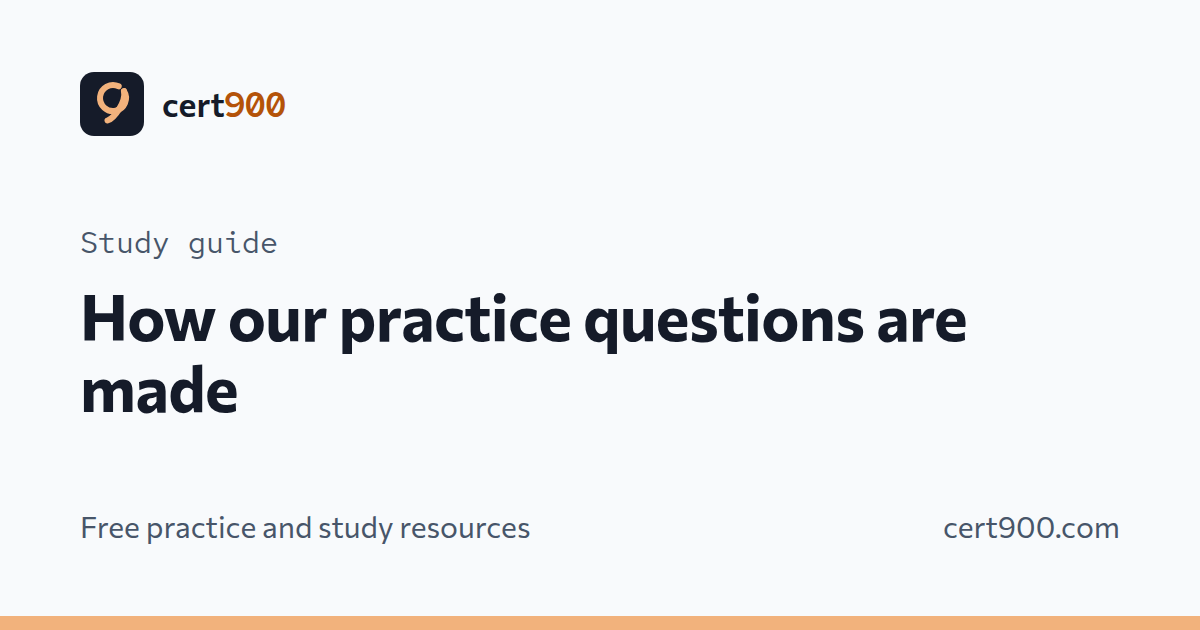 cert900
Study guide
How our practice questions are
made
Free practice and study resources
cert900.com